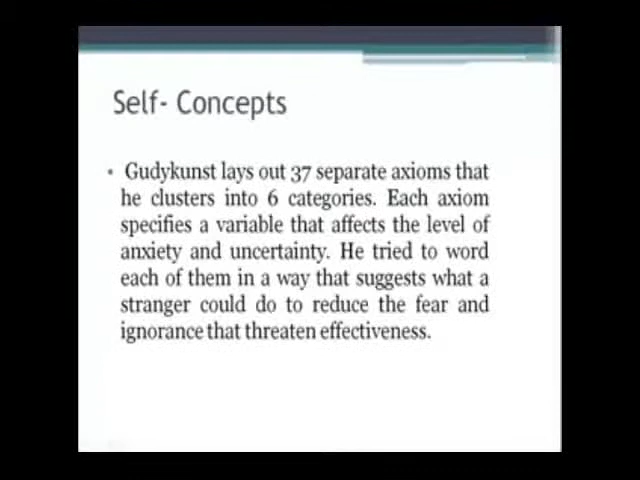 Self- Concepts
• Gudykunst lays out 37 separate axioms that
he clusters into 6 categories. Each axiom
specifies a variable that affects the level of
anxiety and uncertainty. He tried to word
each of them in a way that suggests what a
stranger could do to reduce the fear and
ignorance that threaten effectiveness.